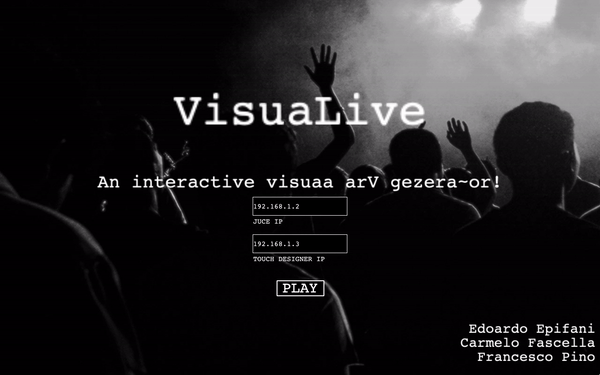 VisuaLive
An interactive visuaa arV gezera~or!
192.168.1.2
JUCE IP
192.168.1.3
TOUCH DESIGNER IP
PLAY
Edoardo Epifani
Carmelo Fascella
Francesco Pino